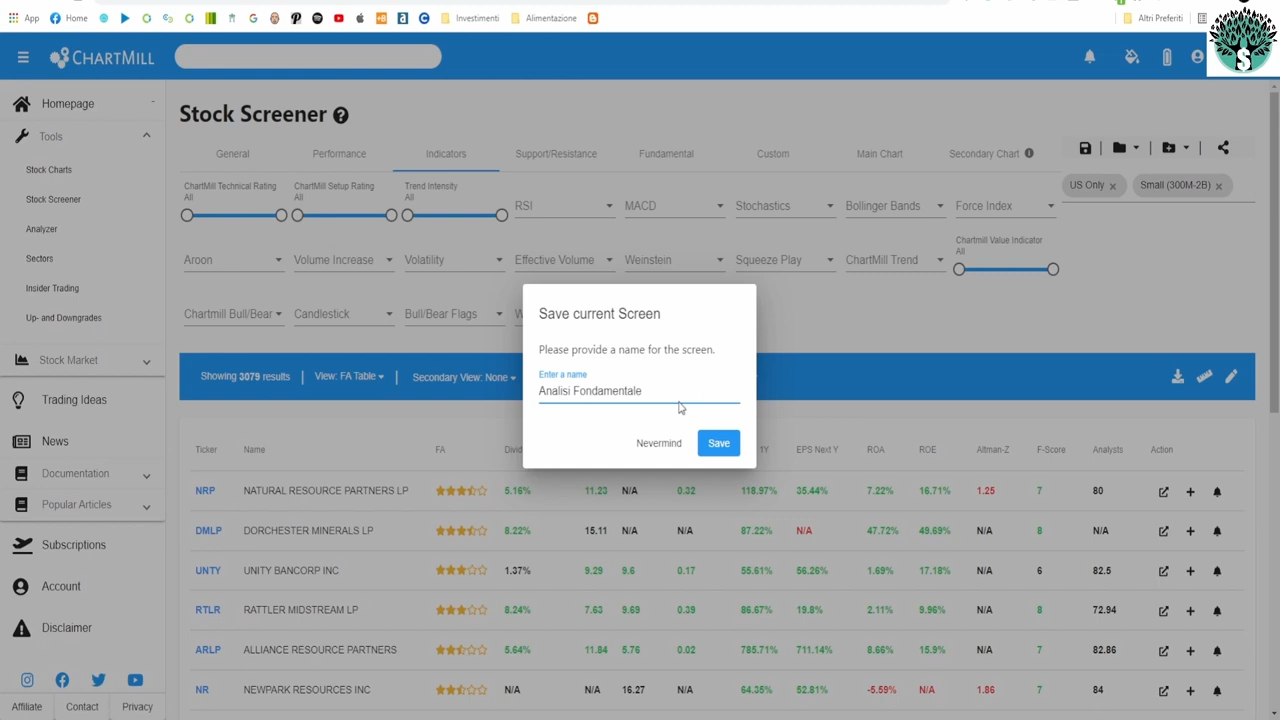 App
Home
Investimenti
Alimentazione
Altri Preferiti
CHARTMILL
$
Homepage
Tools
Stock Charts
Stock Screener
Analyzer
Sectors
Insider Trading
Up- and Downgrades
Stock Market
Trading Ideas
News
Documentation
Popular Articles
Subscriptions
Account
Disclaimer
Affiliate Contact Privacy
Stock Screener
General Performance Indicators Support/Resistance Fundamental Custom Main Chart Secondary Chart
US Only Small (300M-2B)
ChartMill Technical Rating ChartMill Setup Rating Trend Intensity
All All All
RSI MACD Stochastics Bollinger Bands Force Index
Chartmill Value Indicator
All
Aroon Volume Increase Volatility Effective Volume Weinstein Squeeze Play ChartMill Trend
Chartmill Bull/Bear Candlestick Bull/Bear Flags
Save current Screen
Please provide a name for the screen.
Enter a name
Analisi Fondamentale
Nevermind Save
Showing 3079 results View: FA Table Secondary View: None
Ticker Name FA 1Y EPS Next Y ROA ROE Altman-Z F-Score Analysts Action
NRP NATURAL RESOURCE PARTNERS LP 5.16% 11.23 N/A 0.32 118.97% 35.44% 7.22% 16.71% 1.25 7 80
DMLP DORCHESTER MINERALS LP 8.22% 15.11 N/A N/A 87.22% N/A 47.72% 49.69% N/A 8 N/A
UNTY UNITY BANCORP INC 1.37% 9.29 9.6 0.17 55.61% 56.26% 1.69% 17.18% N/A 6 82.5
RTLR RATTLER MIDSTREAM LP 8.24% 7.63 9.69 0.39 86.67% 19.8% 2.11% 9.96% N/A 8 72.94
ARLP ALLIANCE RESOURCE PARTNERS 5.64% 11.84 5.76 0.02 785.71% 711.14% 8.66% 15.9% N/A 7 82.86
NR NEWPARK RESOURCES INC N/A N/A 16.27 N/A 64.35% 52.81% -5.59% N/A 1.86 7 84